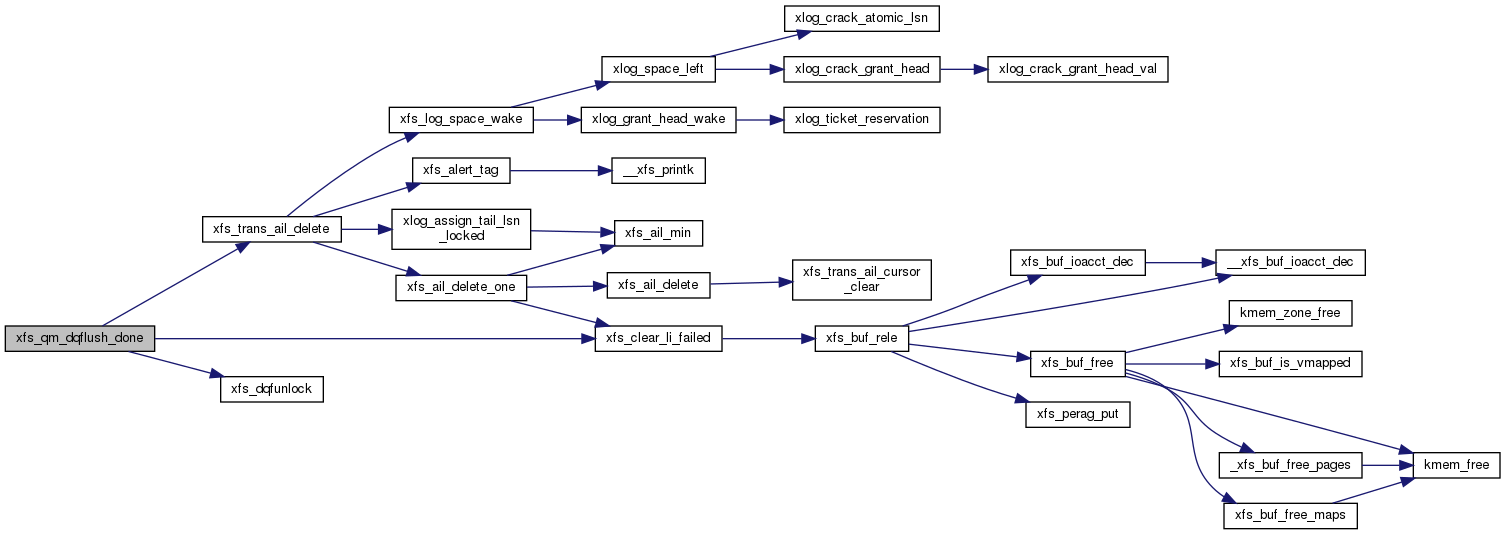 xlog_crack_atomic_lsn
xlog_space_left
xlog_crack_grant_head
xlog_crack_grant_head_val
xfs_log_space_wake
xlog_grant_head_wake
xlog_ticket_reservation
xfs_alert_tag
__xfs_printk
xfs_trans_ail_delete
xlog_assign_tail_lsn
_locked
xfs_ail_min
xfs_ail_delete_one
xfs_ail_delete
xfs_trans_ail_cursor
_clear
xfs_buf_ioacct_dec
__xfs_buf_ioacct_dec
kmem_zone_free
xfs_qm_dqflush_done
xfs_clear_li_failed
xfs_buf_rele
xfs_buf_free
xfs_buf_is_vmapped
xfs_dqfunlock
xfs_perag_put
_xfs_buf_free_pages
kmem_free
xfs_buf_free_maps